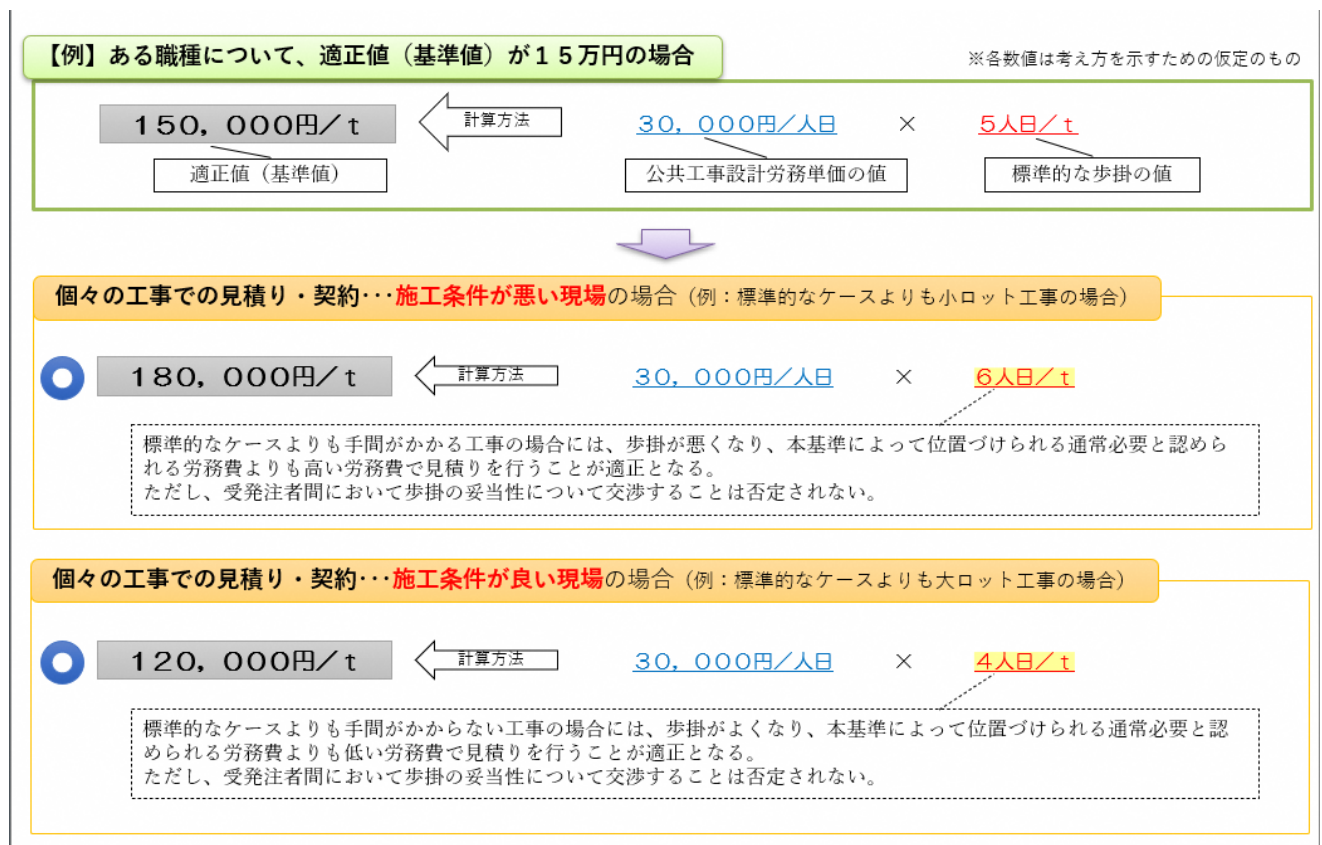 【例】ある職種について、適正値（基準値）が１５万円の場合
※各数値は考え方を示すための仮定のもの
１５０，０００円／ｔ
計算方法
３０，０００円／人日
×
５人日／ｔ
適正値（基準値）
公共工事設計労務単価の値
標準的な歩掛の値
個々の工事での見積り・契約･･･施工条件が悪い現場の場合（例：標準的なケースよりも小ロット工事の場合）
１８０，０００円／ｔ
計算方法
３０，０００円／人日
×
６人日／ｔ
標準的なケースよりも手間がかかる工事の場合には、歩掛が悪くなり、本基準によって位置づけられる通常必要と認めら
れる労務費よりも高い労務費で見積りを行うことが適正となる。
ただし、受発注者間において歩掛の妥当性について交渉することは否定されない。
個々の工事での見積り・契約･･･施工条件が良い現場の場合（例：標準的なケースよりも大ロット工事の場合）
１２０，０００円／ｔ
計算方法
３０，０００円／人日
×
４人日／ｔ
標準的なケースよりも手間がかからない工事の場合には、歩掛がよくなり、本基準によって位置づけられる通常必要と認
められる労務費よりも低い労務費で見積りを行うことが適正となる。
ただし、受発注者間において歩掛の妥当性について交渉することは否定されない。